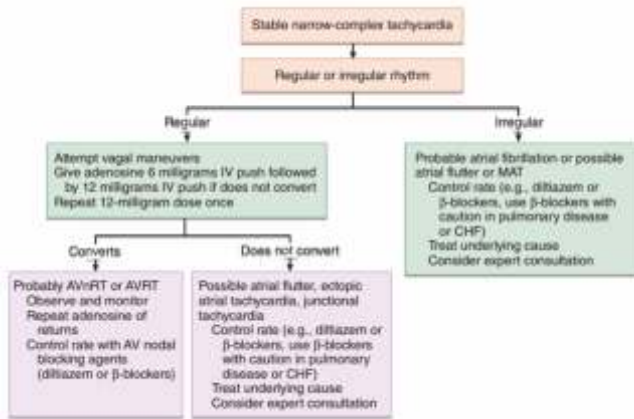 Stable narrow-complex tachycardia
Regular or irregular rhythm
Regular
Irregular
Attempt vagal maneuvers
Give adenosine 6 milligrams IV push followed
by 12 milligrams IV push if does not convert
Repeat 12-milligram dose once
Probable atrial fibrillation or possible
atrial flutter or MAT
Control rate (e.g., diltiazem or
β-blockers, use β-blockers with
caution in pulmonary disease
or CHF)
Treat underlying cause
Consider expert consultation
Converts
Does not convert
Probably AVnRT or AVRT
Observe and monitor
Repeat adenosine of
returns
Control rate with AV nodal
blocking agents
(diltiazem or β-blockers)
Possible atrial flutter, ectopic
atrial tachycardia, junctional
tachycardia
Control rate (e.g., diltiazem or
β-blockers, use β-blockers
with caution in pulmonary
disease or CHF)
Treat underlying cause
Consider expert consultation